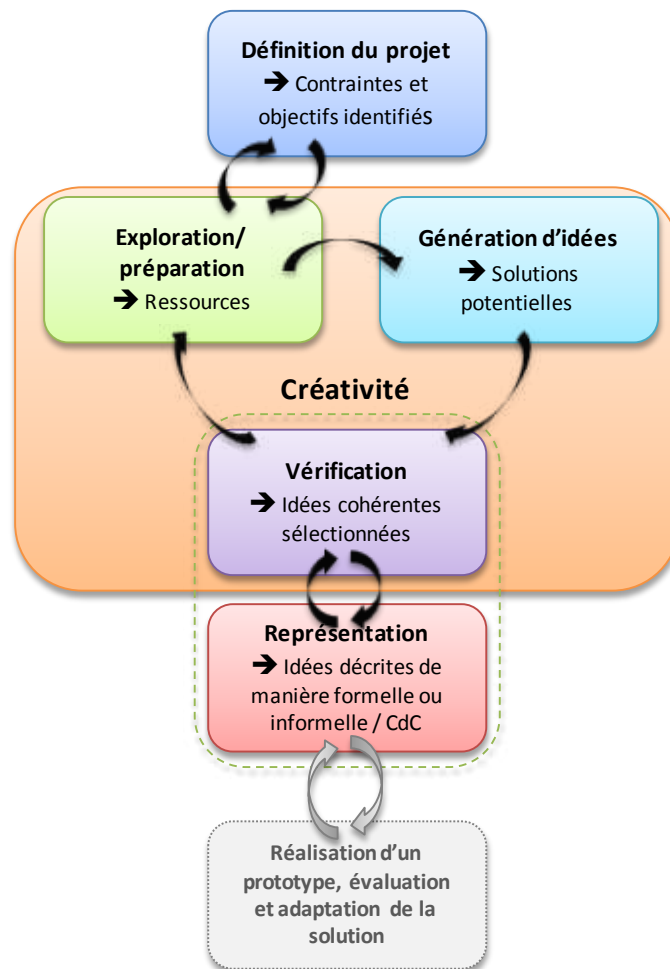 Définition du projet
➔ Contraintes et
objectifs identifiés
Exploration/
préparation
➔ Ressources
Génération d’idées
➔ Solutions
potentielles
Créativité
Vérification
➔ Idées cohérentes
sélectionnées
Représentation
➔ Idées décrites de
manière formelle ou
informelle / CdC
Réalisation d’un
prototype, évaluation
et adaptation de la
solution